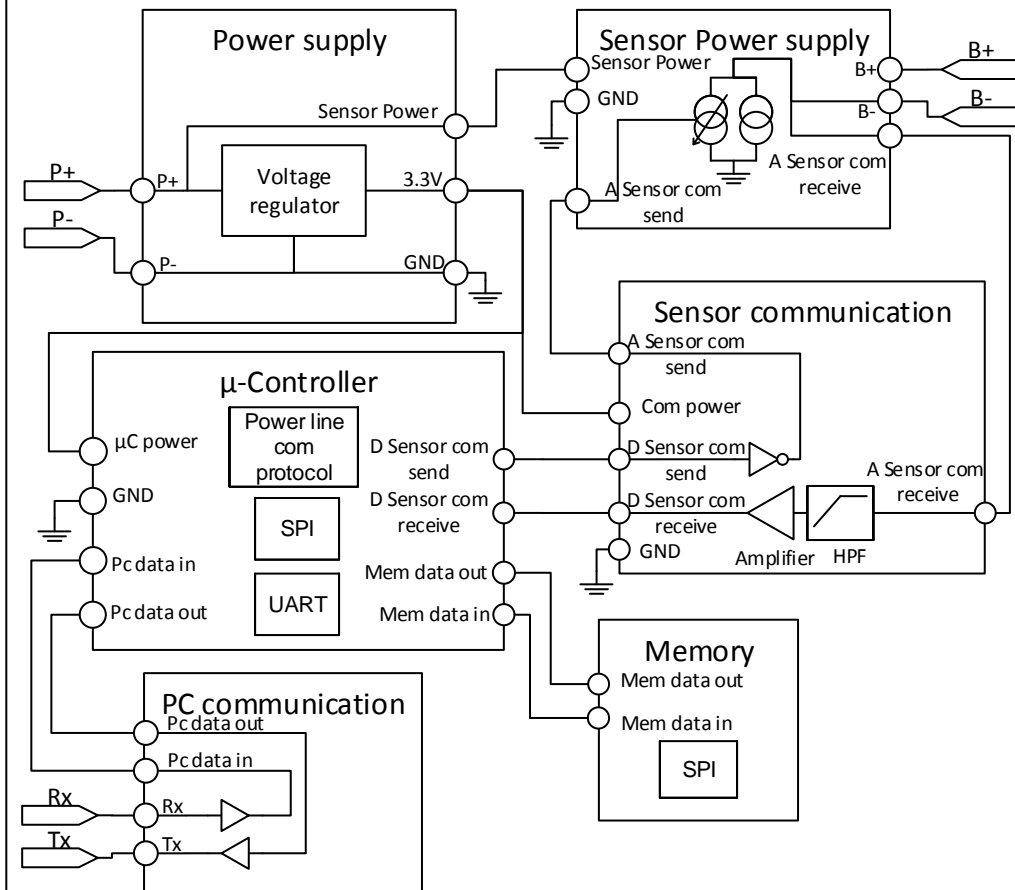 Power supply
Sensor Power
P+
P+
Voltage
regulator
3.3V
P-
P-
GND
Sensor Power supply
Sensor Power
GND
B+
B+
B-
B-
A Sensor com
receive
A Sensor com
send
Sensor communication
A Sensor com
send
Com power
D Sensor com
send
D Sensor com
receive
GND
A Sensor com
receive
Amplifier
HPF
μ-Controller
μC power
Power line
com
protocol
D Sensor com
send
GND
D Sensor com
receive
SPI
Pc data in
Mem data out
Pc data out
UART
Mem data in
Memory
Mem data out
Mem data in
SPI
PC communication
Pc data out
Pc data in
Rx
Rx
Tx
Tx